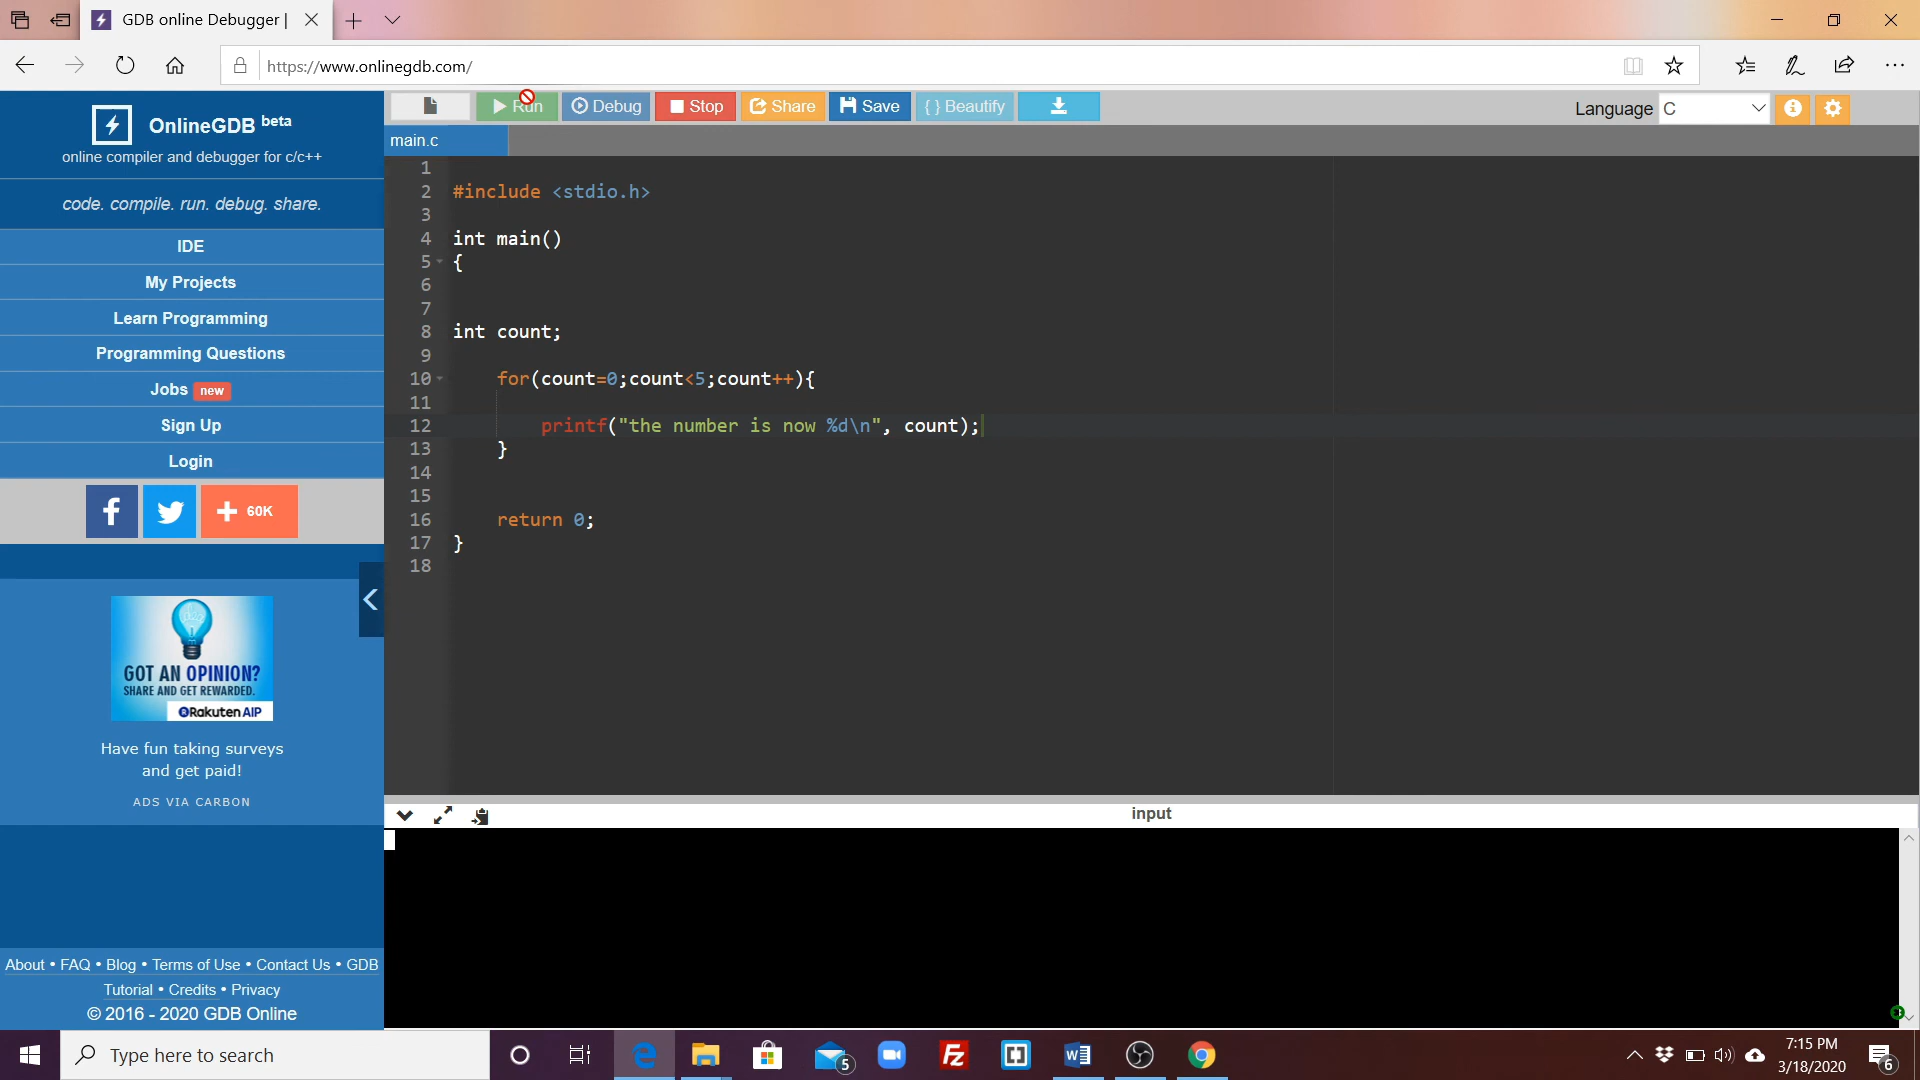 GDB online Debugger |
https://www.onlinegdb.com/
OnlineGDB beta
online compiler and debugger for c/c++
code. compile. run. debug. share.
IDE
My Projects
Learn Programming
Programming Questions
Jobs new
Sign Up
Login
f
+ 60K
GOT AN OPINION?
SHARE AND GET REWARDED.
Rakuten AIP
Have fun taking surveys
and get paid!
ADS VIA CARBON
About • FAQ • Blog • Terms of Use • Contact Us • GDB
Tutorial • Credits • Privacy
© 2016 - 2020 GDB Online
Run Debug Stop Share Save { } Beautify
Language C
main.c
1
2 #include <stdio.h>
3
4 int main()
5 {
6
7
8 int count;
9
10 for(count=0;count<5;count++){
11
12 printf("the number is now %d\n", count);
13 }
14
15
16 return 0;
17 }
18
input
Type here to search
5
7:15 PM
3/18/2020
6